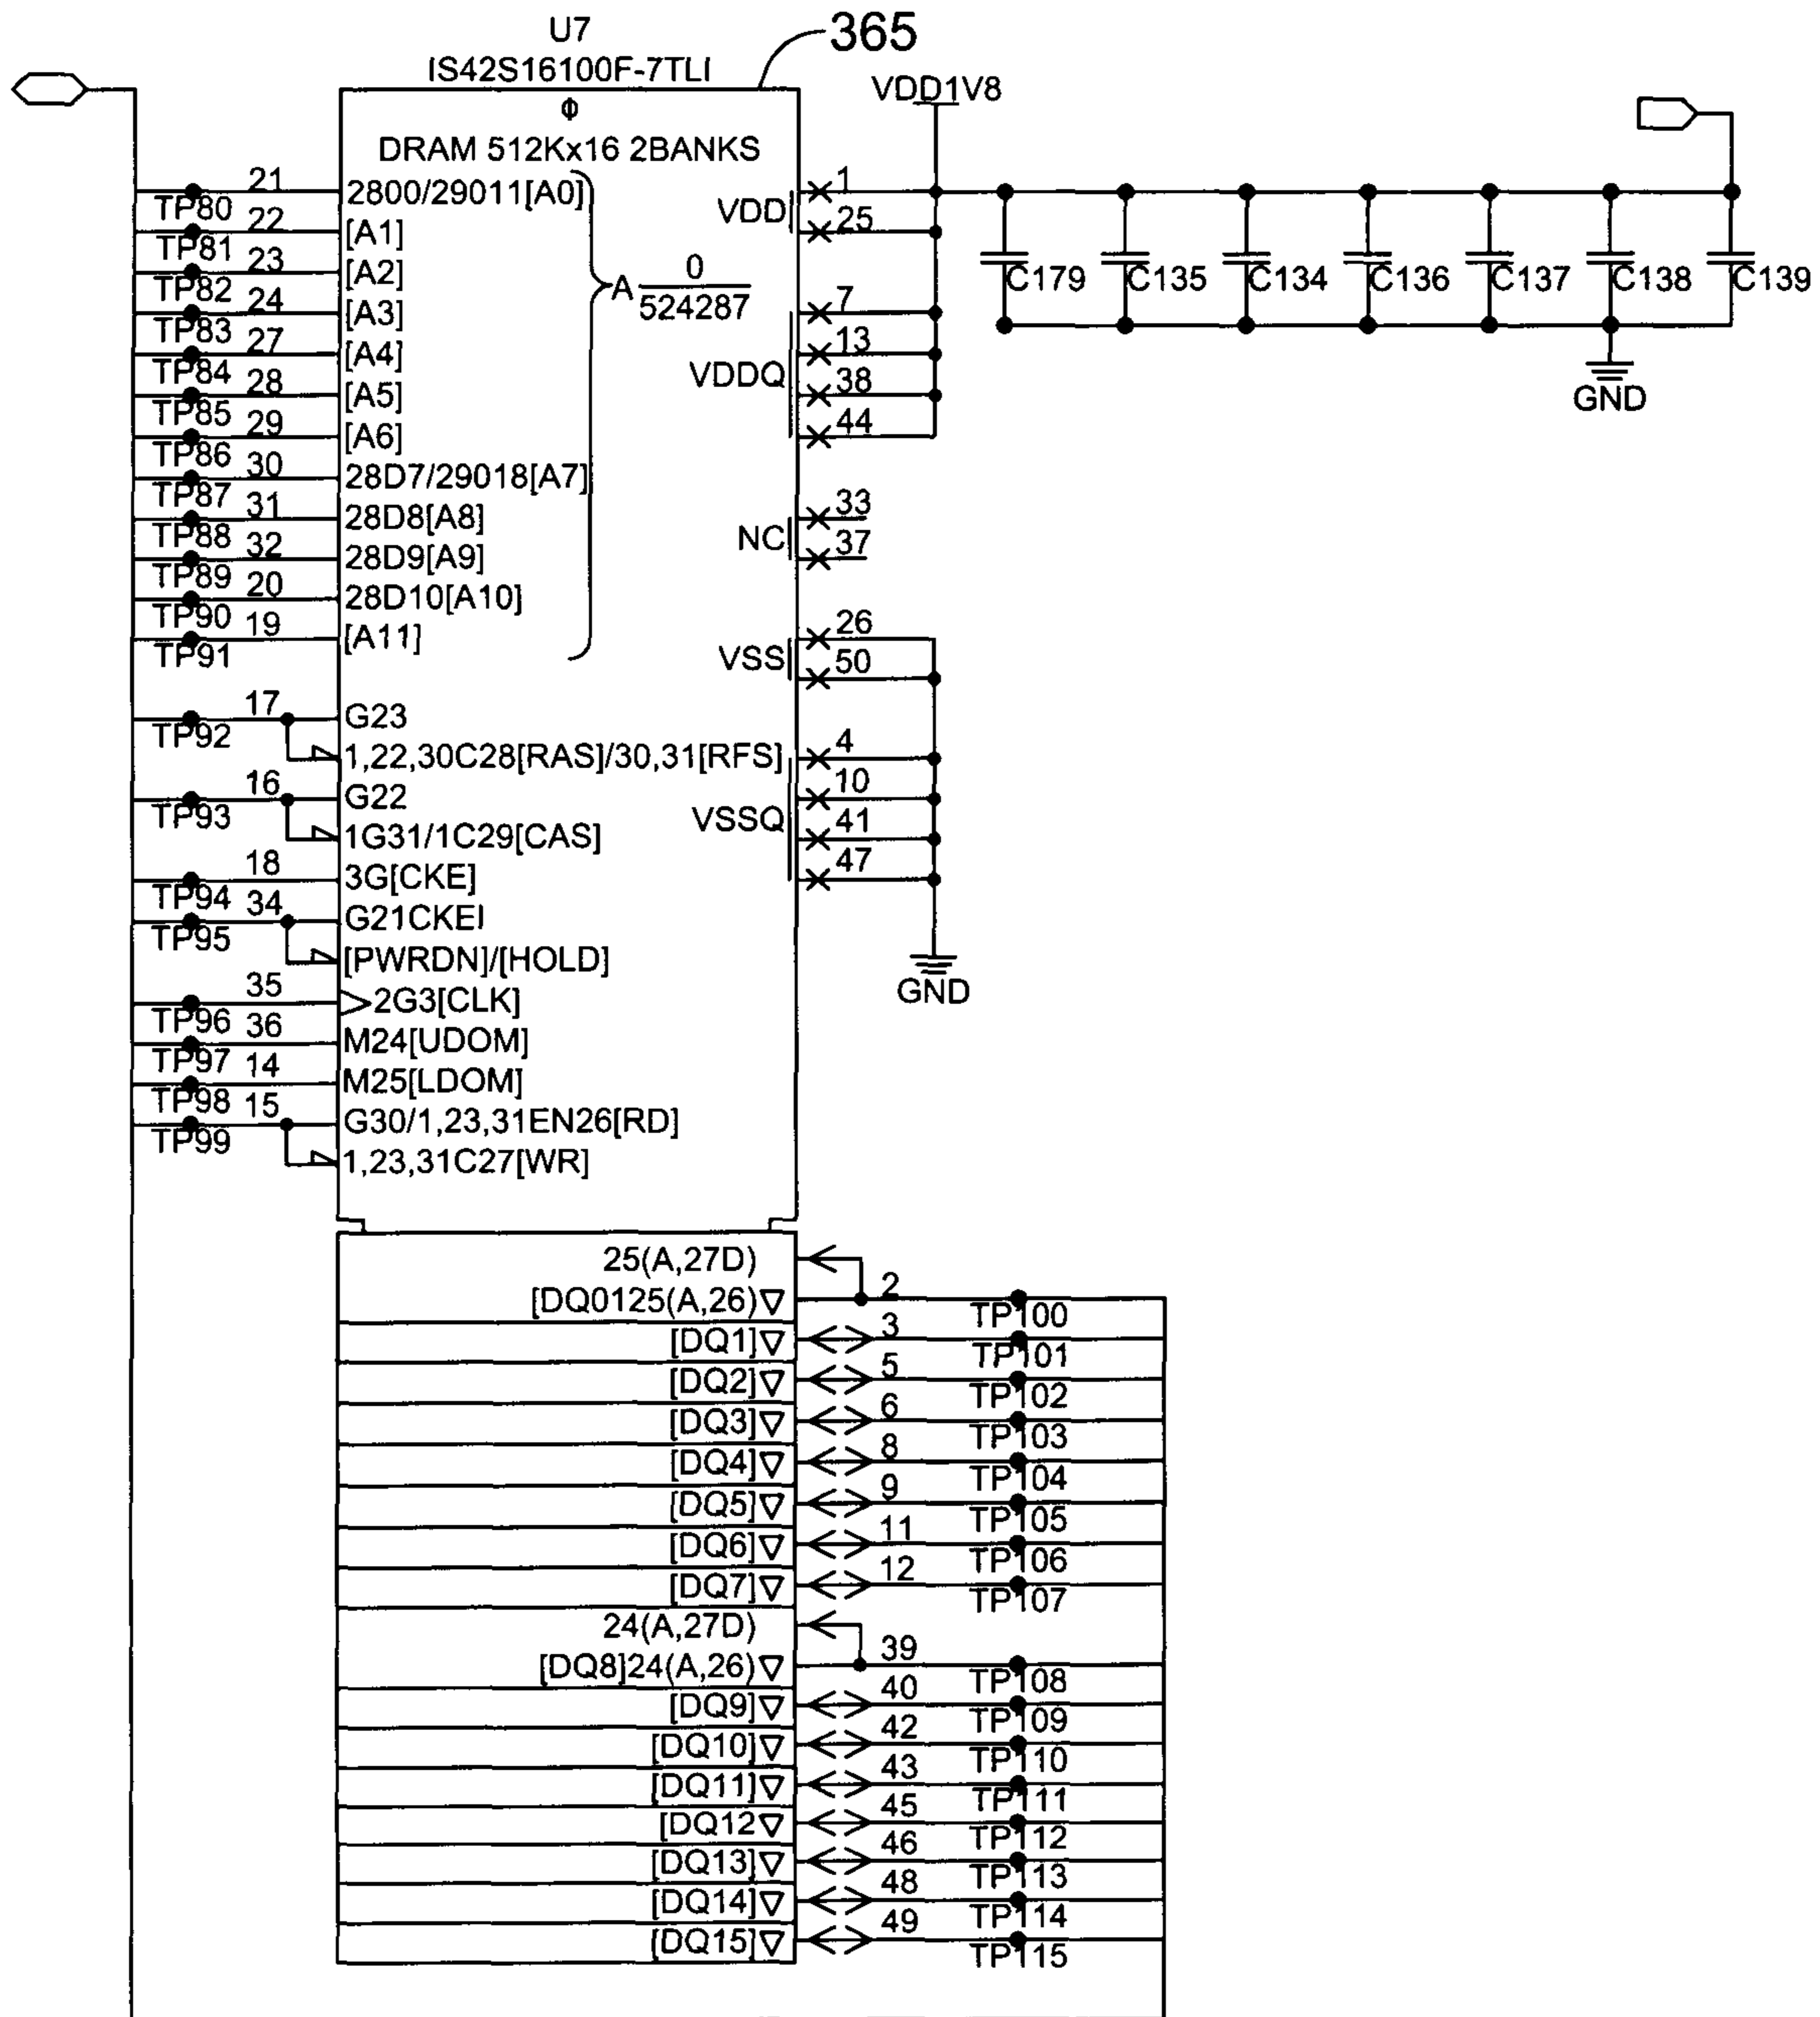 U7
365
IS42S16100F-7TLI
VDD1V8
Φ
DRAM 512Kx16 2BANKS
21 2800/29011[A0]
TP80
22 [A1]
TP81
23 [A2]
TP82
24 [A3]
TP83
27 [A4]
TP84
28 [A5]
TP85
29 [A6]
TP86
30 28D7/29018[A7]
TP87
31 28D8[A8]
TP88
32 28D9[A9]
TP89
20 28D10[A10]
TP90
19 [A11]
TP91
A 0
524287
VDD 1
25
VDDQ 7
13
38
44
NC 33
37
VSS 26
50
VSSQ 4
10
41
47
GND
C179 C135 C134 C136 C137 C138 C139
GND
17 G23
TP92
1,22,30C28[RAS]/30,31[RFS]
16 G22
TP93
1G31/1C29[CAS]
18 3G[CKE]
TP94
34 G21CKEI
TP95
[PWRDN]/[HOLD]
35 2G3[CLK]
TP96
36 M24[UDOM]
TP97
14 M25[LDOM]
TP98
15 G30/1,23,31EN26[RD]
TP99
1,23,31C27[WR]
25(A,27D)
[DQ0125(A,26) 2 TP100
[DQ1] 3 TP101
[DQ2] 5 TP102
[DQ3] 6 TP103
[DQ4] 8 TP104
[DQ5] 9 TP105
[DQ6] 11 TP106
[DQ7] 12 TP107
24(A,27D)
[DQ8]24(A,26) 39 TP108
[DQ9] 40 TP109
[DQ10] 42 TP110
[DQ11] 43 TP111
[DQ12 45 TP112
[DQ13] 46 TP113
[DQ14] 48 TP114
[DQ15] 49 TP115